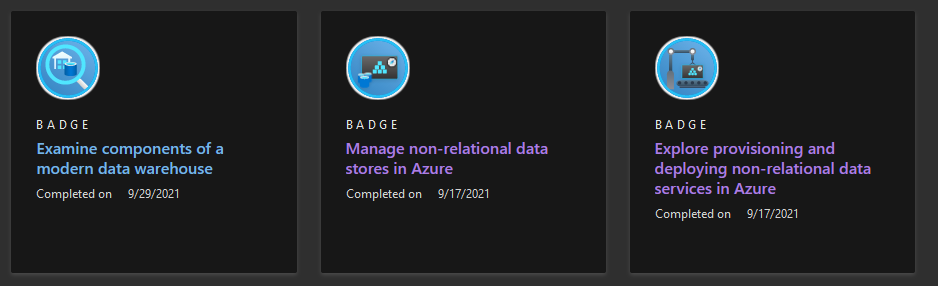 BADGE
Examine components of a
modern data warehouse
Completed on 9/29/2021
BADGE
Manage non-relational data
stores in Azure
Completed on 9/17/2021
BADGE
Explore provisioning and
deploying non-relational data
services in Azure
Completed on 9/17/2021